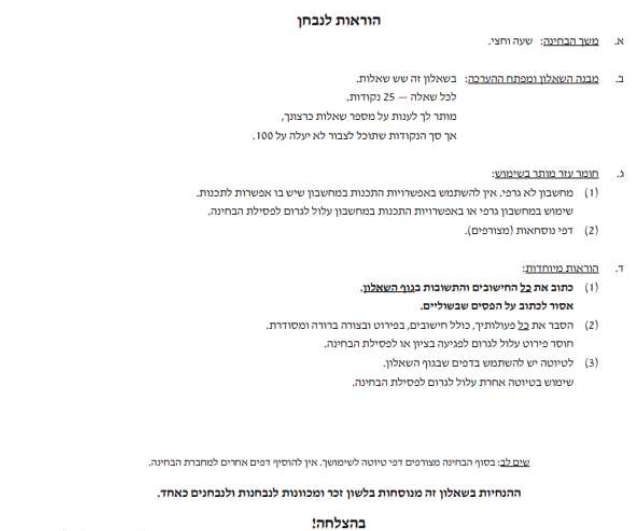 הוראות לנבחן
א. משך הבחינה: שעה וחצי.
ב. מבנה השאלון ומפתח ההערכה: בשאלון זה שש שאלות.
לכל שאלה — 25 נקודות.
מותר לך לענות על מספר שאלות כרצונך,
אך סך הנקודות שתוכל לצבור לא יעלה על 100.
ג. חומר עזר מותר בשימוש:
(1) מחשבון לא גרפי. אין להשתמש באפשרויות התכנות במחשבון שיש בו אפשרות לתכנות.
שימוש במחשבון גרפי או באפשרויות התכנות במחשבון עלול לגרום לפסילת הבחינה.
(2) דפי נוסחאות (מצורפים).
ד. הוראות מיוחדות:
(1) כתוב את כל החישובים והתשובות בגוף השאלון.
אסור לכתוב על הפסים שבשוליים.
(2) הסבר את כל פעולותיך, כולל חישובים, בפירוט ובצורה ברורה ומסודרת.
חוסר פירוט עלול לגרום לפגיעה בציון או לפסילת הבחינה.
(3) לטיוטה יש להשתמש בדפים שבגוף השאלון.
שימוש בטיוטה אחרת עלול לגרום לפסילת הבחינה.
שים לב: בסוף הבחינה מצורפים דפי טיוטה לשימושך. אין להוסיף דפים אחרים למחברת הבחינה.
ההנחיות בשאלון זה מנוסחות בלשון זכר ומכוונות לנבחנות ולנבחנים כאחד.
בהצלחה!